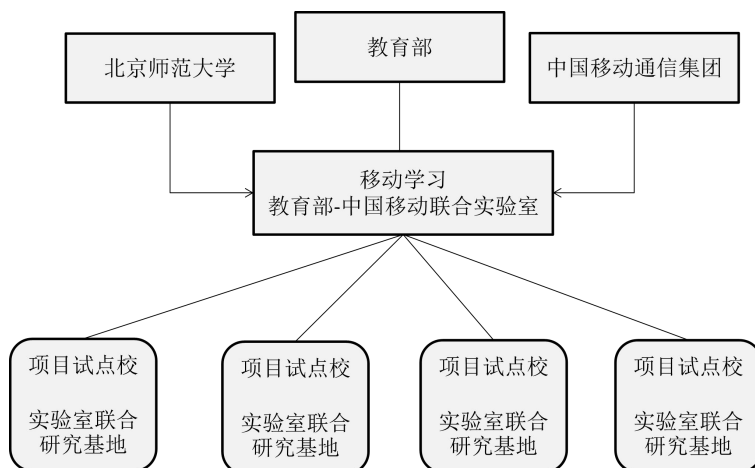 北京师范大学
教育部
中国移动通信集团
移动学习
教育部-中国移动联合实验室
项目试点校
实验室联合
研究基地
项目试点校
实验室联合
研究基地
项目试点校
实验室联合
研究基地
项目试点校
实验室联合
研究基地